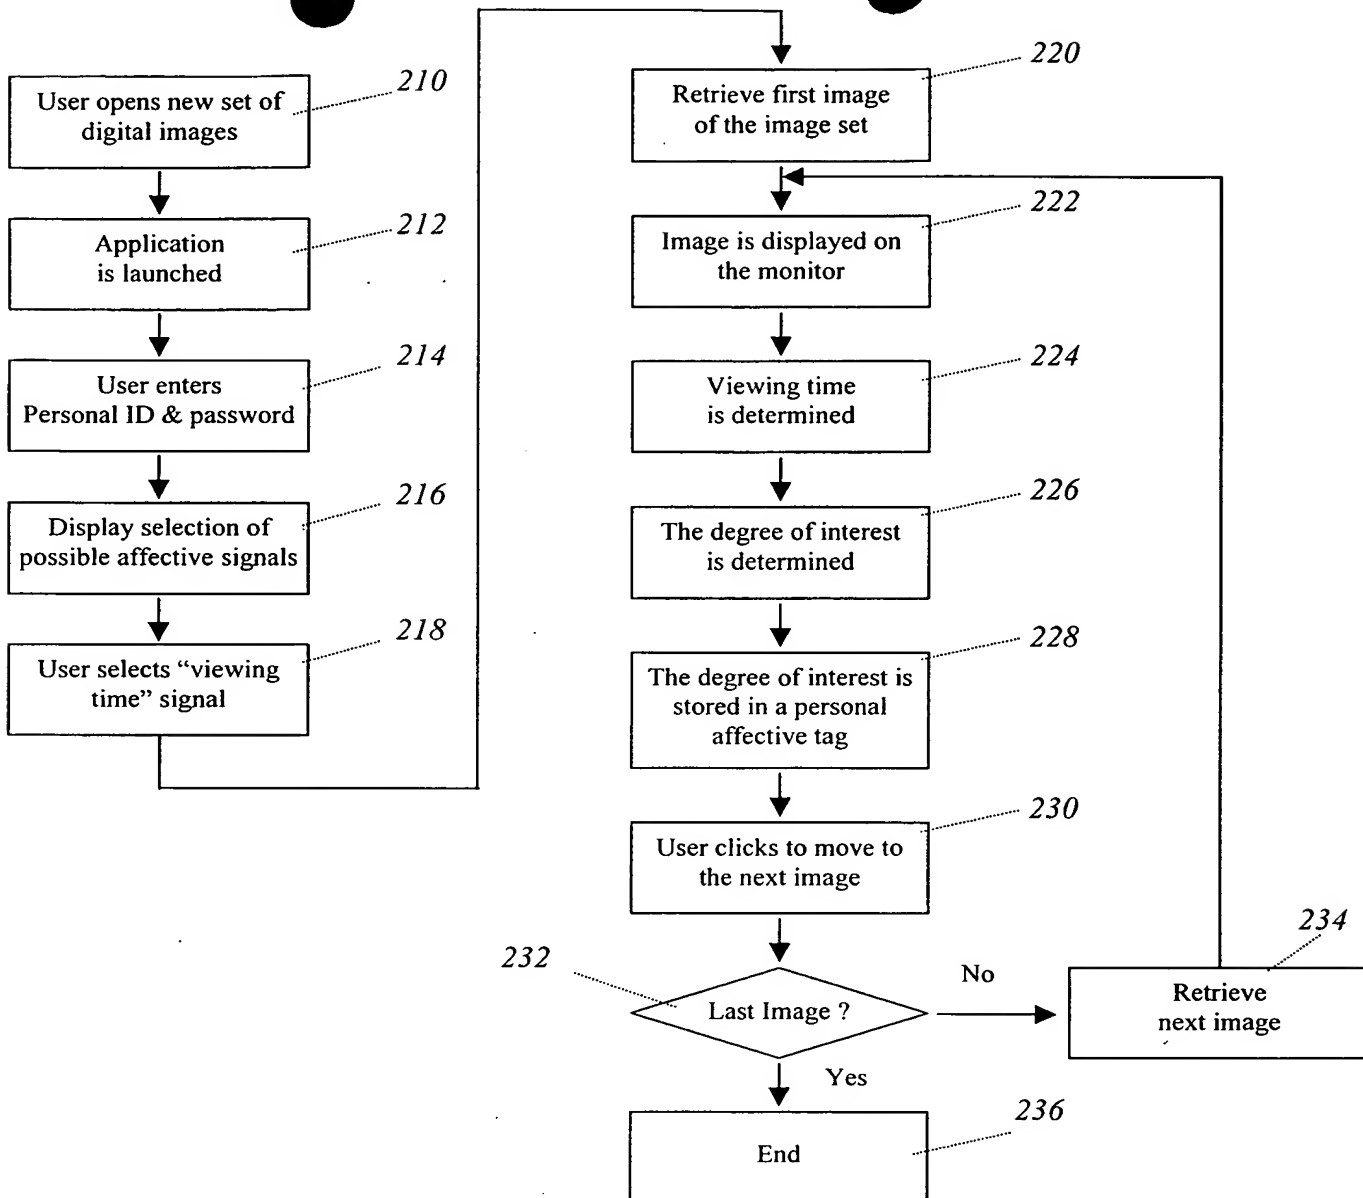 210
User opens new set of
digital images
212
Application
is launched
214
User enters
Personal ID & password
216
Display selection of
possible affective signals
218
User selects “viewing
time” signal
220
Retrieve first image
of the image set
222
Image is displayed on
the monitor
224
Viewing time
is determined
226
The degree of interest
is determined
228
The degree of interest is
stored in a personal
affective tag
230
User clicks to move to
the next image
232
Last Image ?
No
234
Retrieve
next image
Yes
236
End